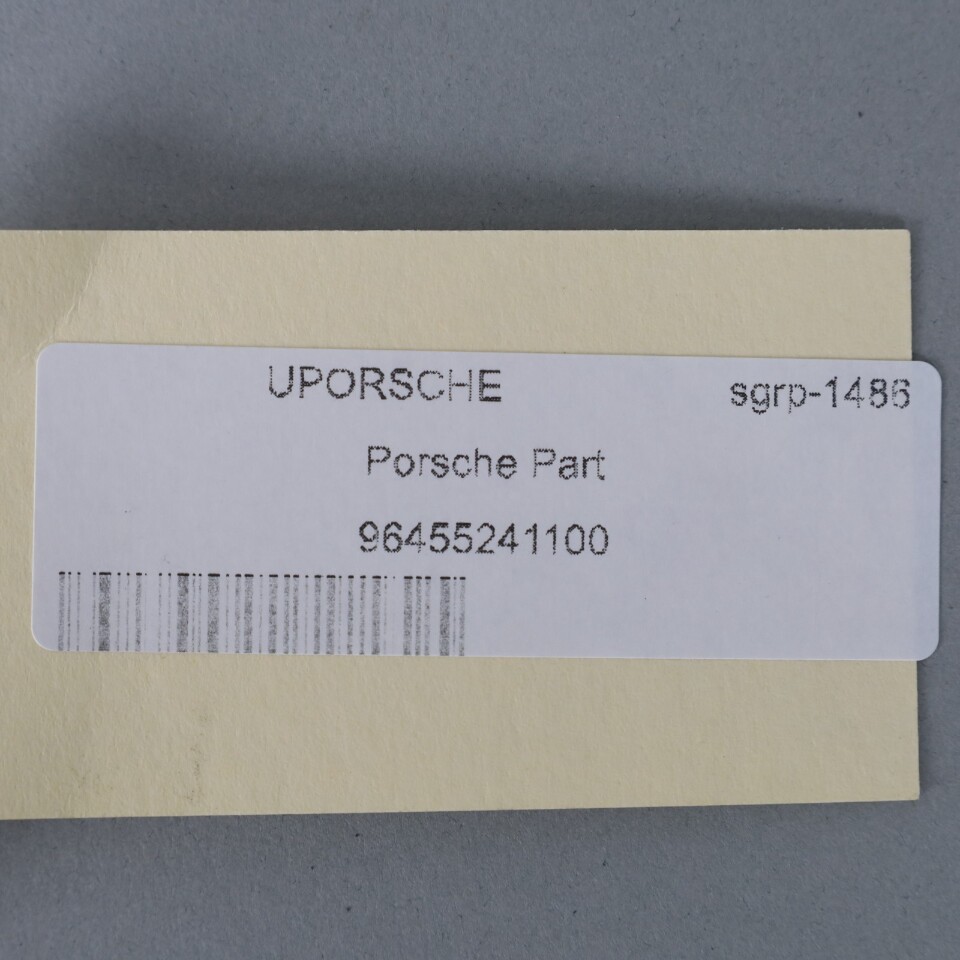 UPORSCHE sgrp-1486
Porsche Part
96455241100